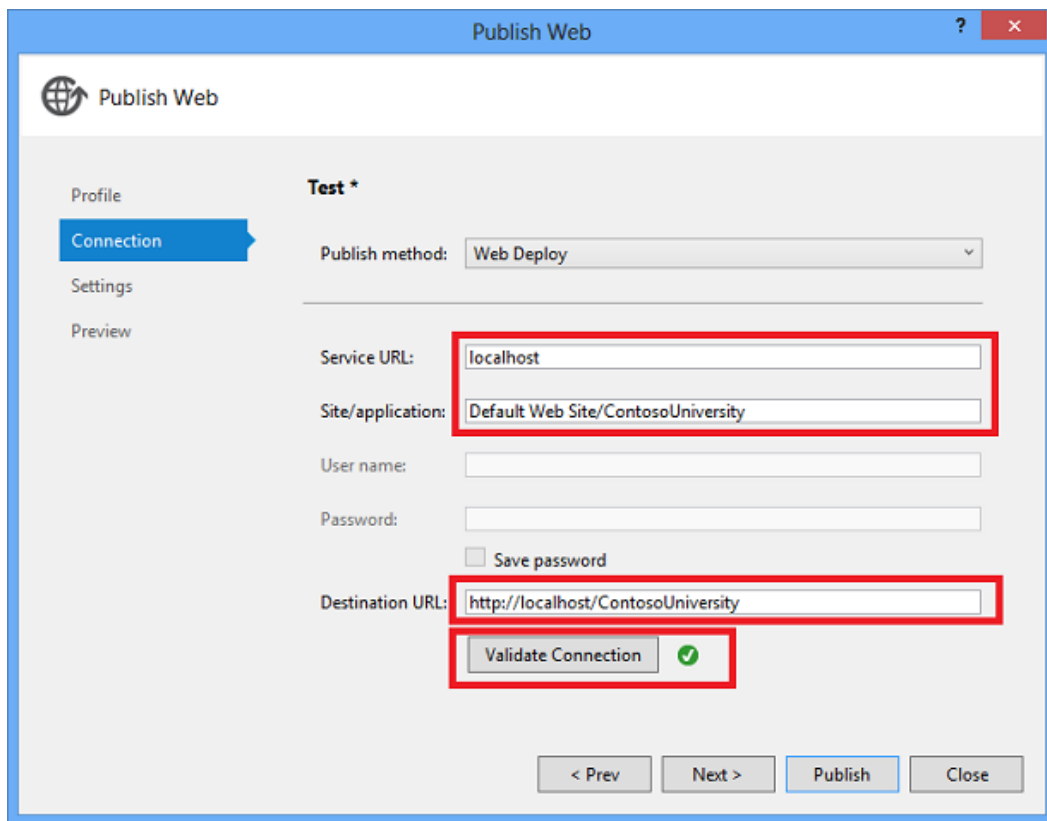 Publish Web
?
Publish Web
Profile
Connection
Settings
Preview
Test *
Publish method: Web Deploy
Service URL: localhost
Site/application: Default Web Site/ContosoUniversity
User name:
Password:
Save password
Destination URL: http://localhost/ContosoUniversity
Validate Connection
< Prev Next > Publish Close